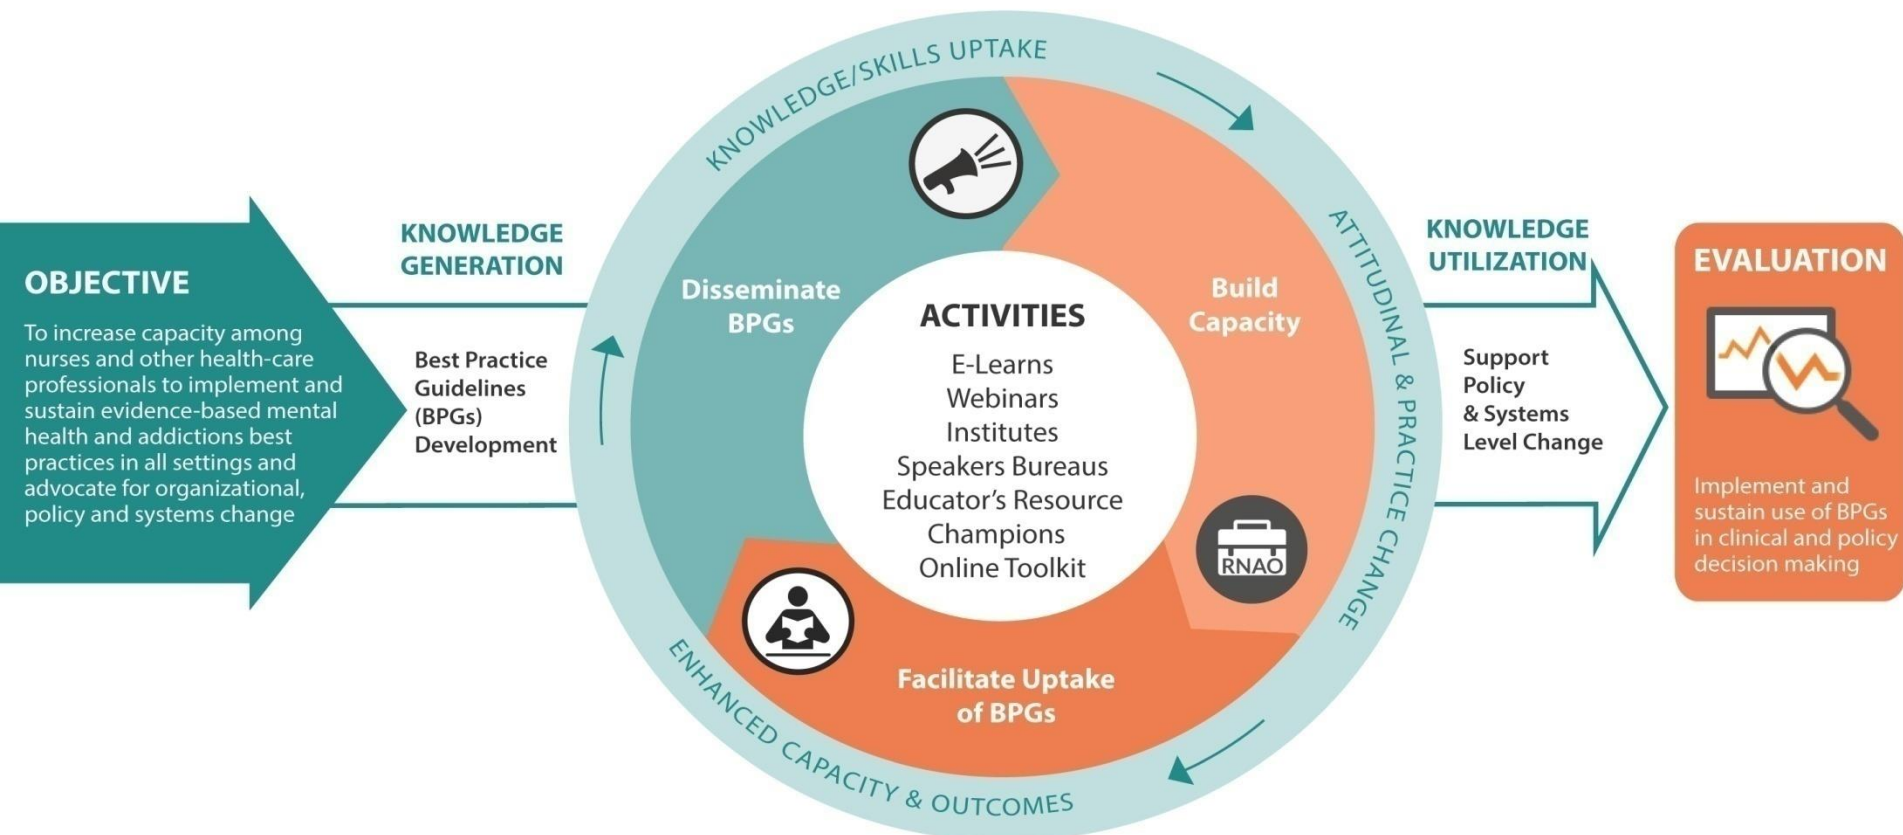 OBJECTIVE
To increase capacity among
nurses and other health-care
professionals to implement and
sustain evidence-based mental
health and addictions best
practices in all settings and
advocate for organizational,
policy and systems change
KNOWLEDGE
GENERATION
Best Practice
Guidelines
(BPGs)
Development
KNOWLEDGE/SKILLS UPTAKE
ATTITUDINAL & PRACTICE CHANGE
ENHANCED CAPACITY & OUTCOMES
Disseminate
BPGs
Build
Capacity
RNAO
Facilitate Uptake
of BPGs
ACTIVITIES
E-Learns
Webinars
Institutes
Speakers Bureaus
Educator’s Resource
Champions
Online Toolkit
KNOWLEDGE
UTILIZATION
Support
Policy
& Systems
Level Change
EVALUATION
Implement and
sustain use of BPGs
in clinical and policy
decision making